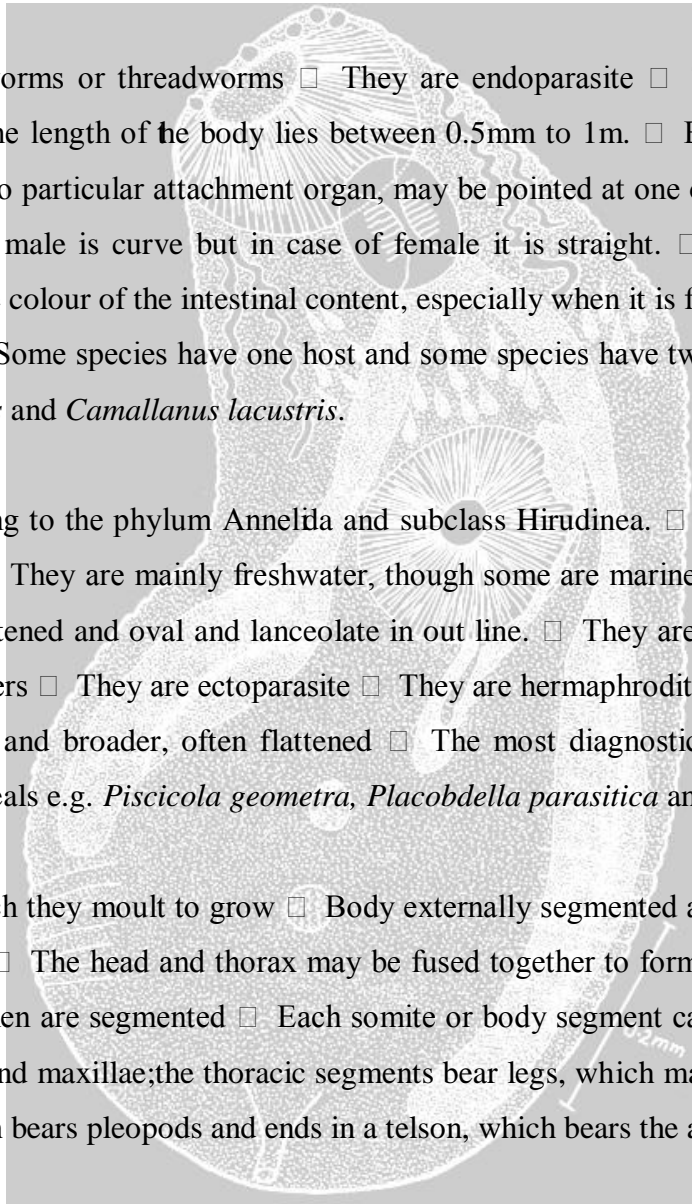 orms or threadworms □ They are endoparasite □
ne length of the body lies between 0.5mm to 1m. □
o particular attachment organ, may be pointed at one
male is curve but in case of female it is straight. □
colour of the intestinal content, especially when it is f
Some species have one host and some species have tw
and Camallanus lacustris.
ng to the phylum Annelida and subclass Hirudinea. □
They are mainly freshwater, though some are marine
ttened and oval and lanceolate in out line. □ They are
ers □ They are ectoparasite □ They are hermaphrodit
and broader, often flattened □ The most diagnostic
eals e.g. Piscicola geometra, Placobdella parasitica an
ch they moult to grow □ Body externally segmented a
□ The head and thorax may be fused together to form
en are segmented □ Each somite or body segment ca
nd maxillae;the thoracic segments bear legs, which ma
bears pleopods and ends in a telson, which bears the a
2mm